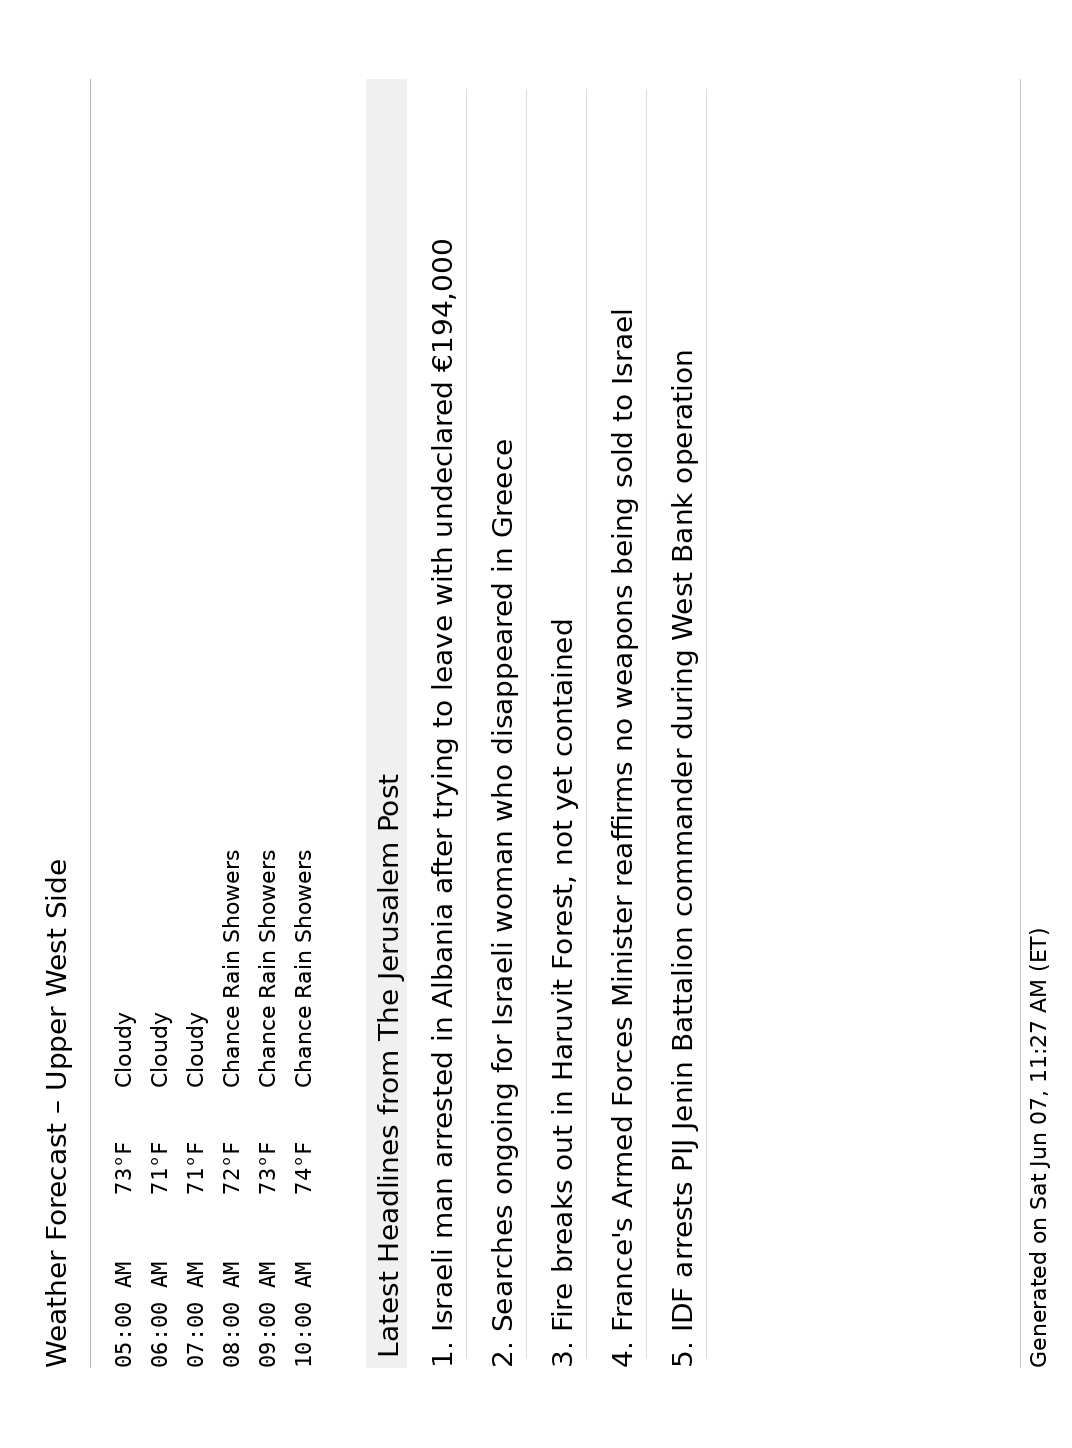 Weather Forecast – Upper West Side
05:00 AM 73°F Cloudy
06:00 AM 71°F Cloudy
07:00 AM 71°F Cloudy
08:00 AM 72°F Chance Rain Showers
09:00 AM 73°F Chance Rain Showers
10:00 AM 74°F Chance Rain Showers
Latest Headlines from The Jerusalem Post
1. Israeli man arrested in Albania after trying to leave with undeclared €194,000
2. Searches ongoing for Israeli woman who disappeared in Greece
3. Fire breaks out in Haruvit Forest, not yet contained
4. France's Armed Forces Minister reaffirms no weapons being sold to Israel
5. IDF arrests PIJ Jenin Battalion commander during West Bank operation
Generated on Sat Jun 07, 11:27 AM (ET)